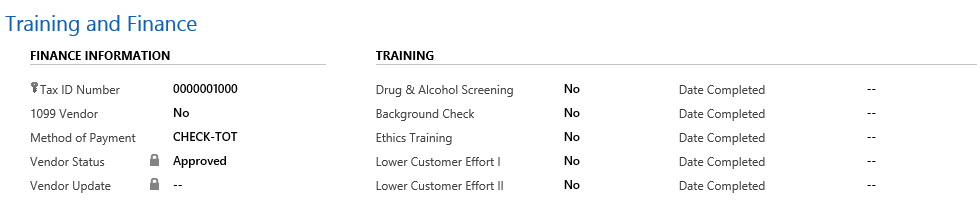 Training and Finance
FINANCE INFORMATION TRAINING
Tax ID Number 0000001000 Drug & Alcohol Screening No Date Completed --
1099 Vendor No Background Check No Date Completed --
Method of Payment CHECK-TOT Ethics Training No Date Completed --
Vendor Status Approved Lower Customer Effort I No Date Completed --
Vendor Update -- Lower Customer Effort II No Date Completed --